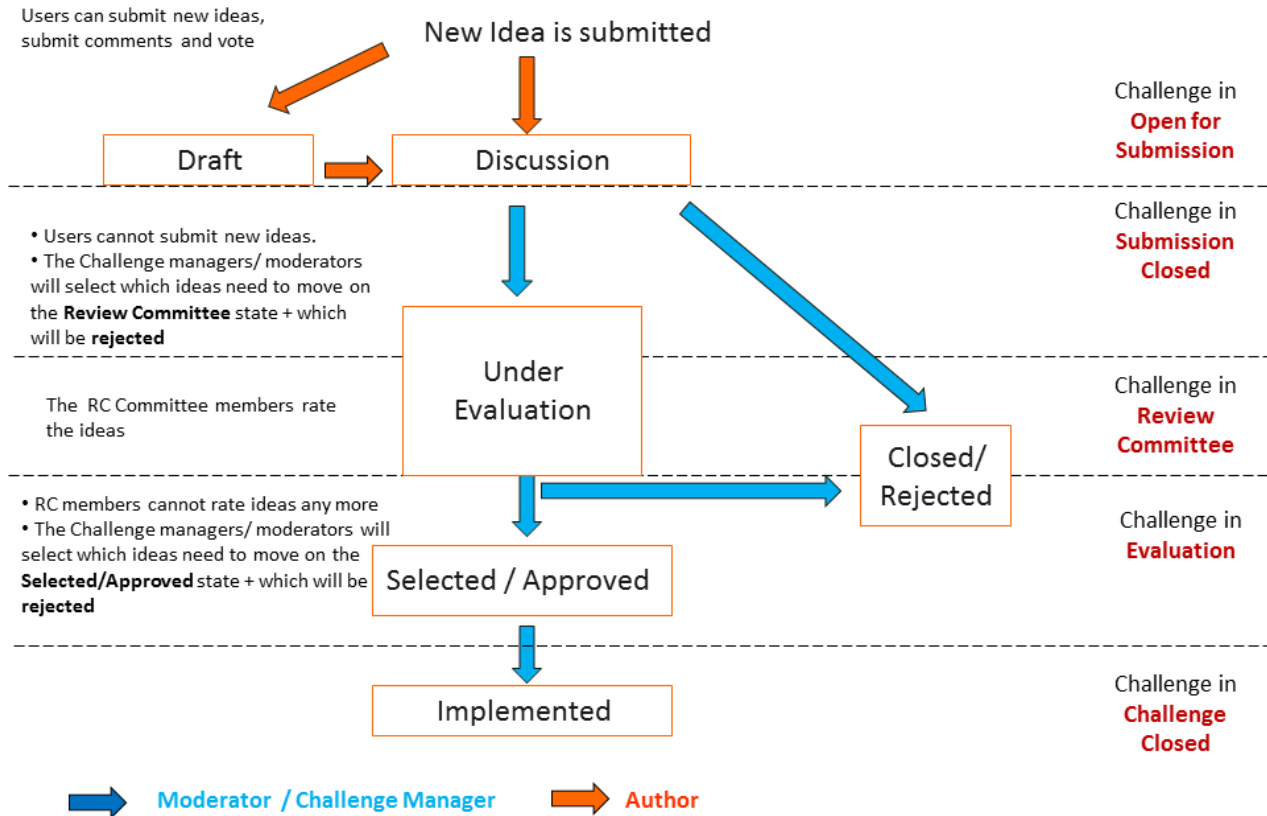 Users can submit new ideas,
submit comments and vote
New Idea is submitted
Challenge in
Open for
Submission
Draft
Discussion
• Users cannot submit new ideas.
• The Challenge managers/ moderators
will select which ideas need to move on
the Review Committee state + which
will be rejected
Challenge in
Submission
Closed
Under
Evaluation
The RC Committee members rate
the ideas
Challenge in
Review
Committee
Closed/
Rejected
• RC members cannot rate ideas any more
• The Challenge managers/ moderators will
select which ideas need to move on the
Selected/Approved state + which will be
rejected
Challenge in
Evaluation
Selected / Approved
Implemented
Challenge in
Challenge
Closed
Moderator / Challenge Manager
Author